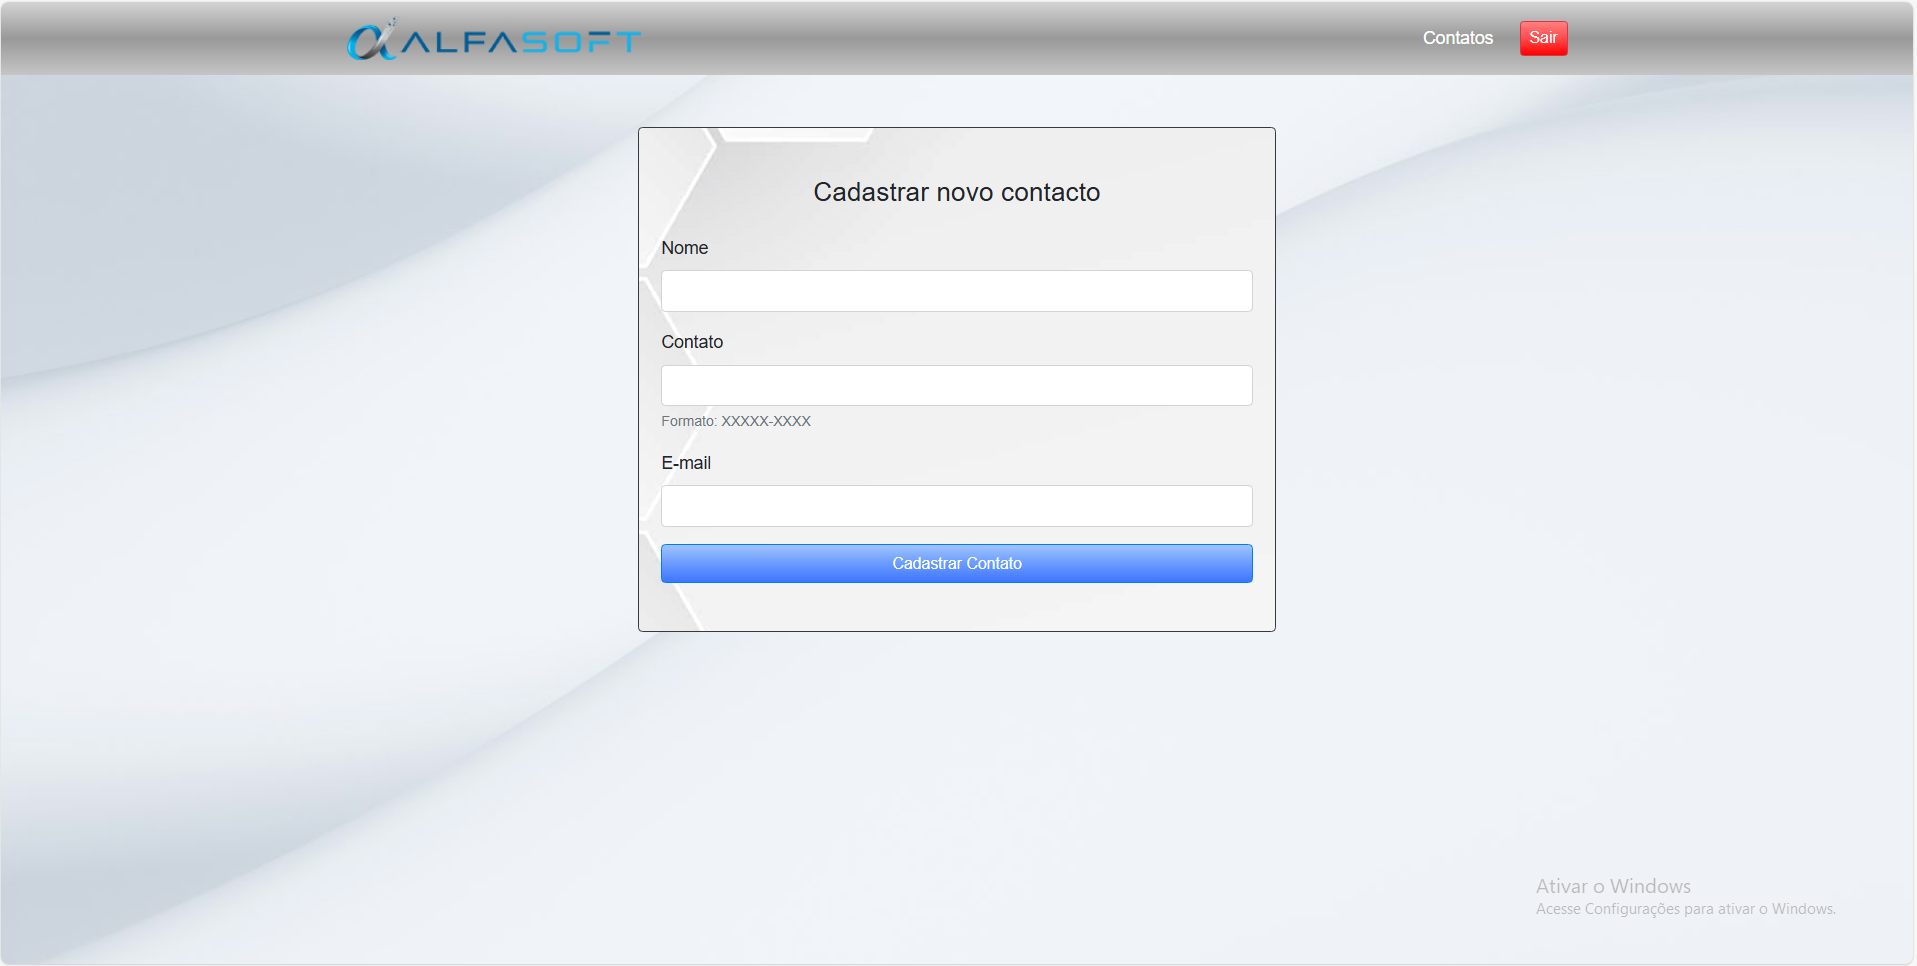 ALFASOFT
Contatos
Sair
Cadastrar novo contacto
Nome
Contato
Formato: XXXXX-XXXX
E-mail
Cadastrar Contato
Ativar o Windows
Acesse Configurações para ativar o Windows.